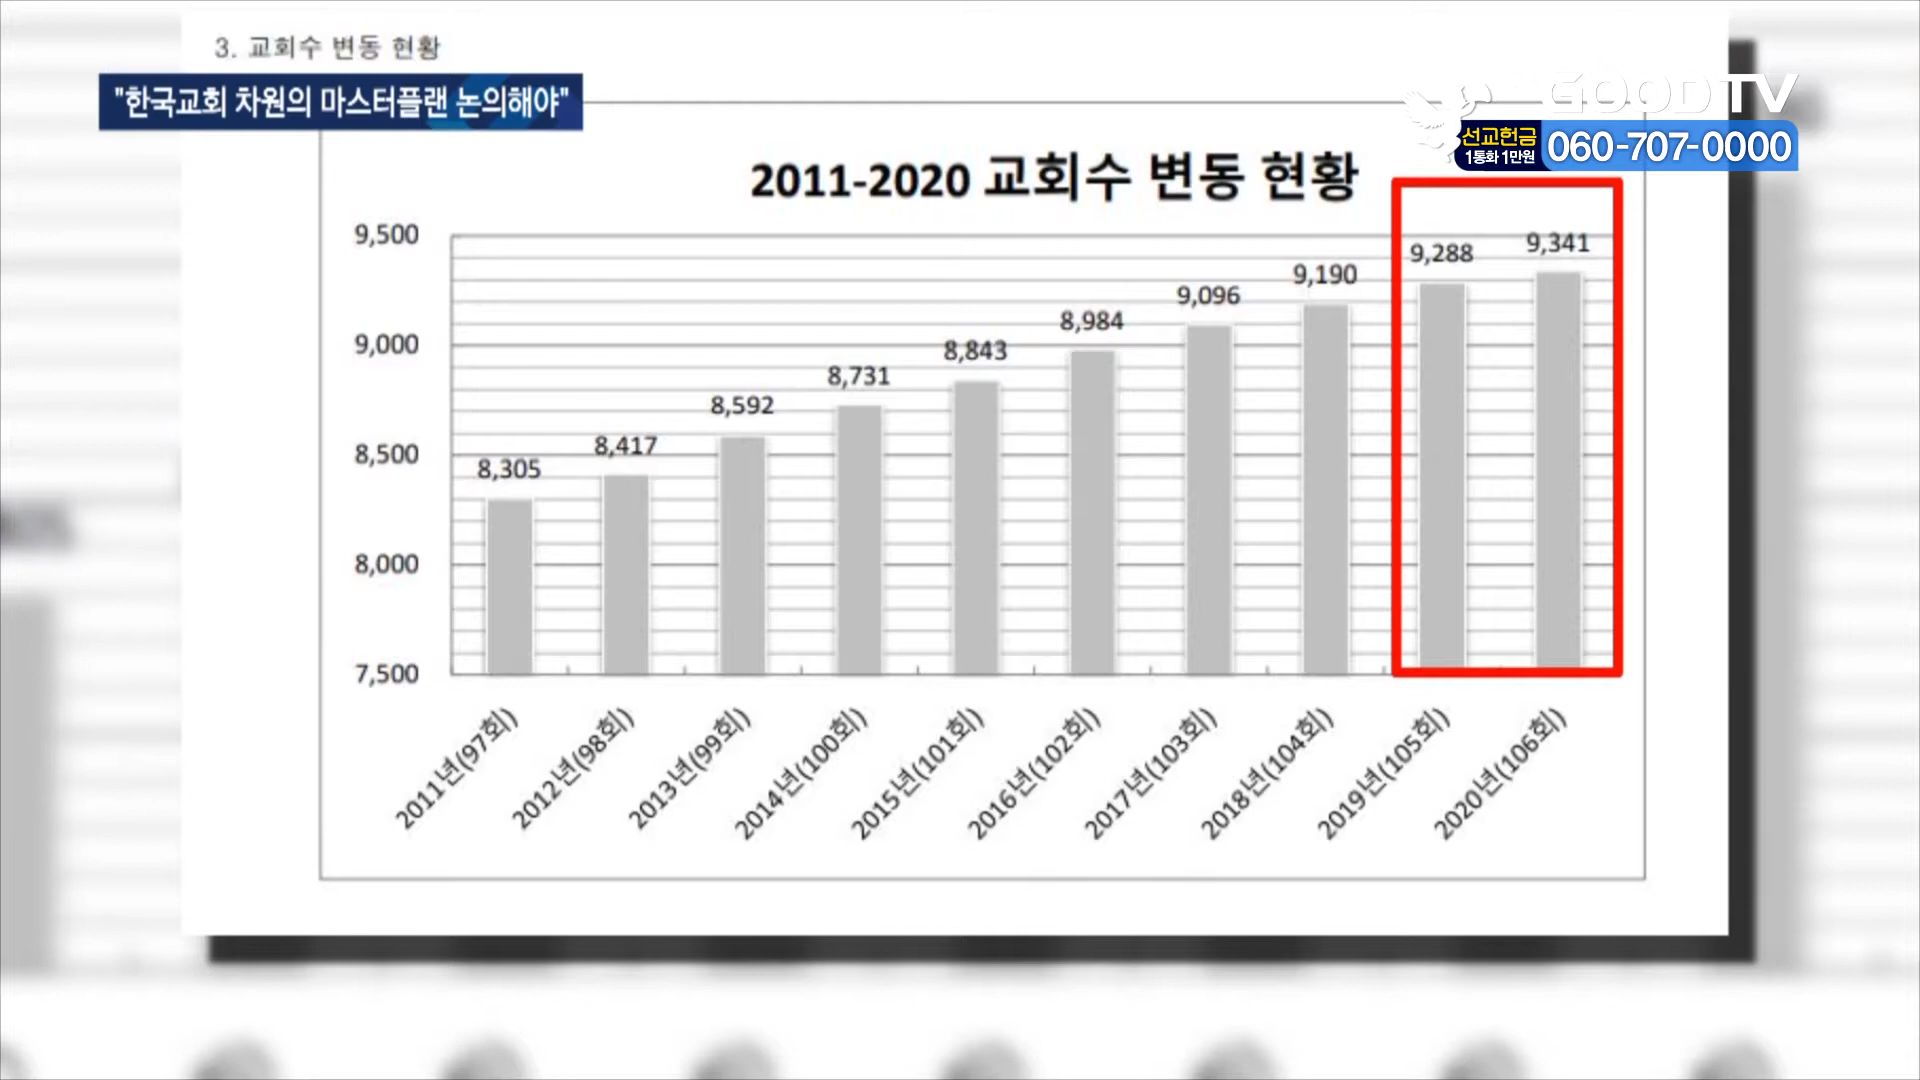 3. 교회수 변동 현황
"한국교회 차원의 마스터플랜 논의해야"
GOODTV
선교헌금
1통화 1만원
060-707-0000
2011-2020 교회수 변동 현황
9,500
9,000
8,500
8,000
7,500
8,305
8,417
8,592
8,731
8,843
8,984
9,096
9,190
9,288
9,341
2011년(97회)
2012년(98회)
2013년(99회)
2014년(100회)
2015년(101회)
2016년(102회)
2017년(103회)
2018년(104회)
2019년(105회)
2020년(106회)